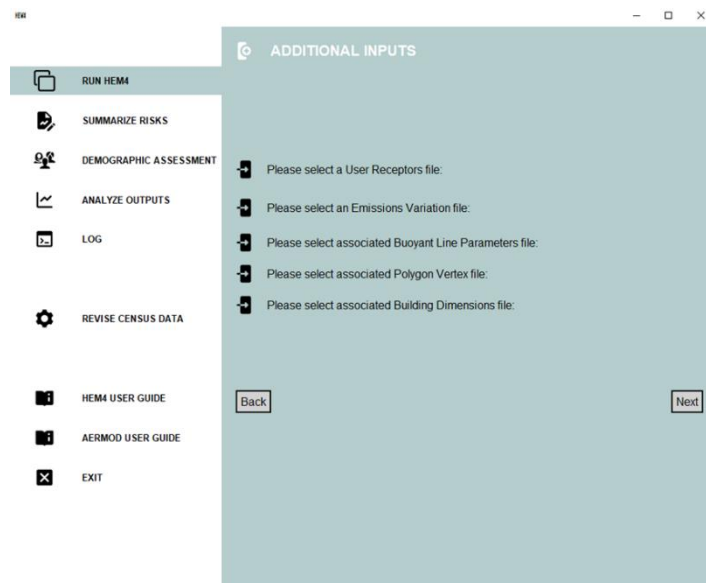 HEM4
ADDITIONAL INPUTS
RUN HEM4
SUMMARIZE RISKS
DEMOGRAPHIC ASSESSMENT
ANALYZE OUTPUTS
LOG
REVISE CENSUS DATA
HEM4 USER GUIDE
AERMOD USER GUIDE
EXIT
Please select a User Receptors file:
Please select an Emissions Variation file:
Please select associated Buoyant Line Parameters file:
Please select associated Polygon Vertex file:
Please select associated Building Dimensions file:
Back
Next